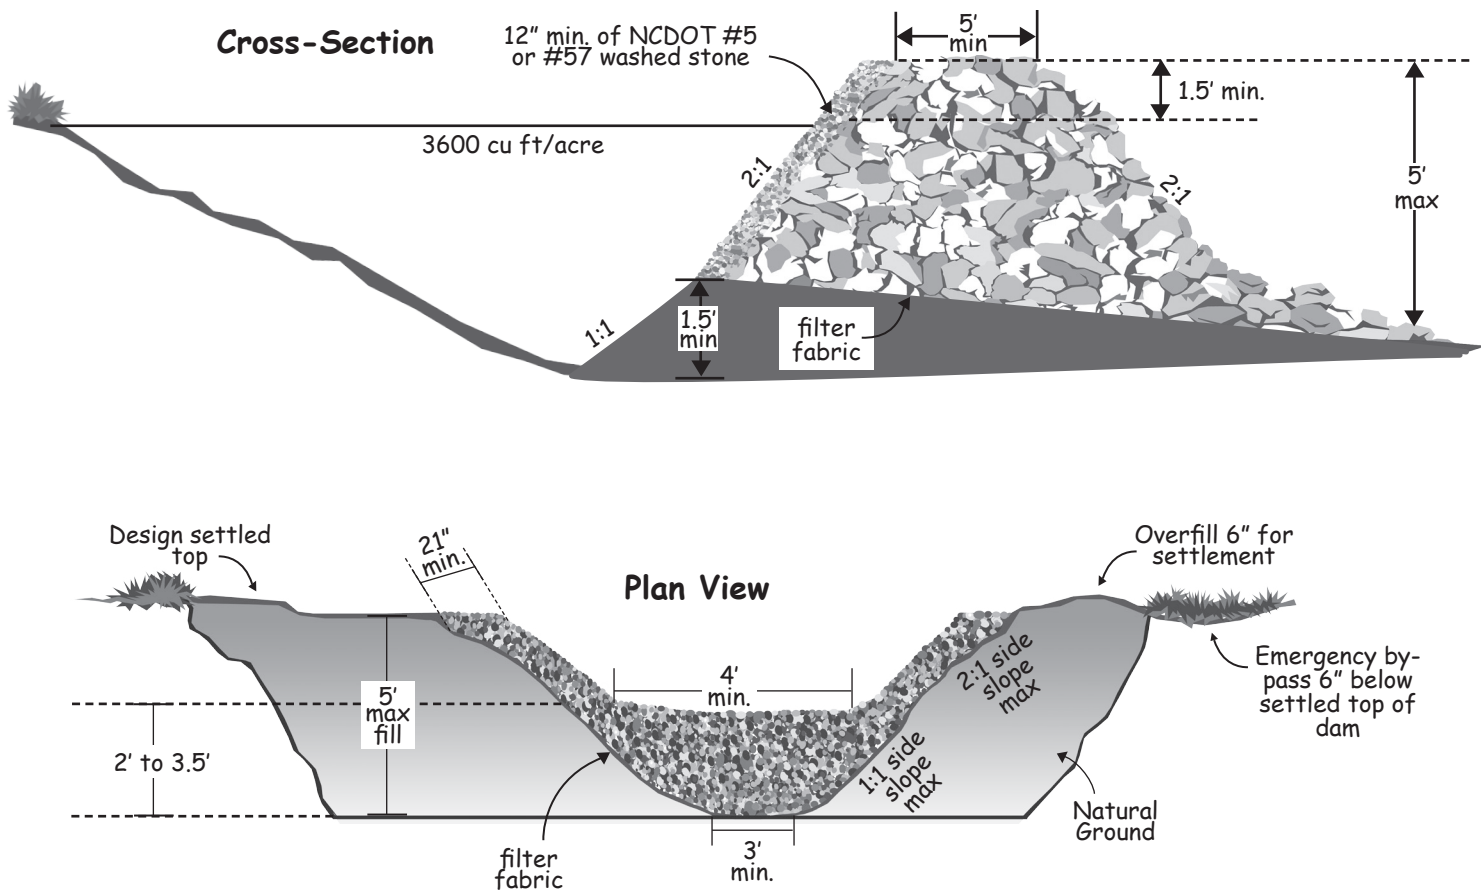 Cross-Section
12" min. of NCDOT #5
or #57 washed stone
5'
min
1.5' min.
3600 cu ft/acre
2:1
2:1
5'
max
1:1
1.5'
min
filter
fabric
Design settled
top
21"
min.
Plan View
Overfill 6" for
settlement
4'
min.
2:1 side
slope
max
Emergency by-
pass 6" below
settled top of
dam
5'
max
fill
2' to 3.5'
1:1 side
slope
max
Natural
Ground
filter
fabric
3'
min.